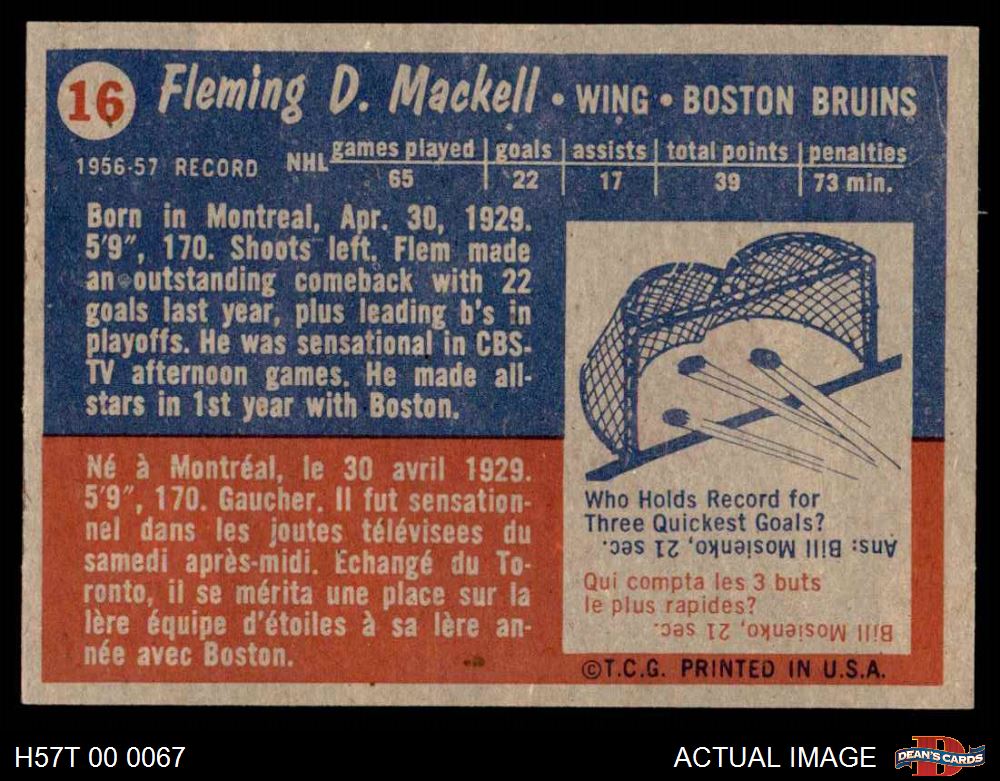 16 Fleming D. Mackell • WING • BOSTON BRUINS
1956-57 RECORD NHL games played goals assists total points penalties
65 22 17 39 73 min.
Born in Montreal, Apr. 30, 1929.
5'9", 170. Shoots left. Flem made
an outstanding comeback with 22
goals last year, plus leading b's in
playoffs. He was sensational in CBS-
TV afternoon games. He made all-
stars in 1st year with Boston.
Né à Montréal, le 30 avril 1929.
5'9", 170. Gaucher. Il fut sensation-
nel dans les joutes télévisees du
samedi après-midi. Echangé du To-
ronto, il se mérita une place sur la
lère équipe d'étoiles à sa lère an-
née avec Boston.
Who Holds Record for
Three Quickest Goals?
Ans: Bill Mosienko, 21 sec.
Qui compta les 3 buts
le plus rapides?
Bill Mosienko, 21 sec.
©T.C.G. PRINTED IN U.S.A.
H57T 00 0067
ACTUAL IMAGE
D
DEAN'S CARDS